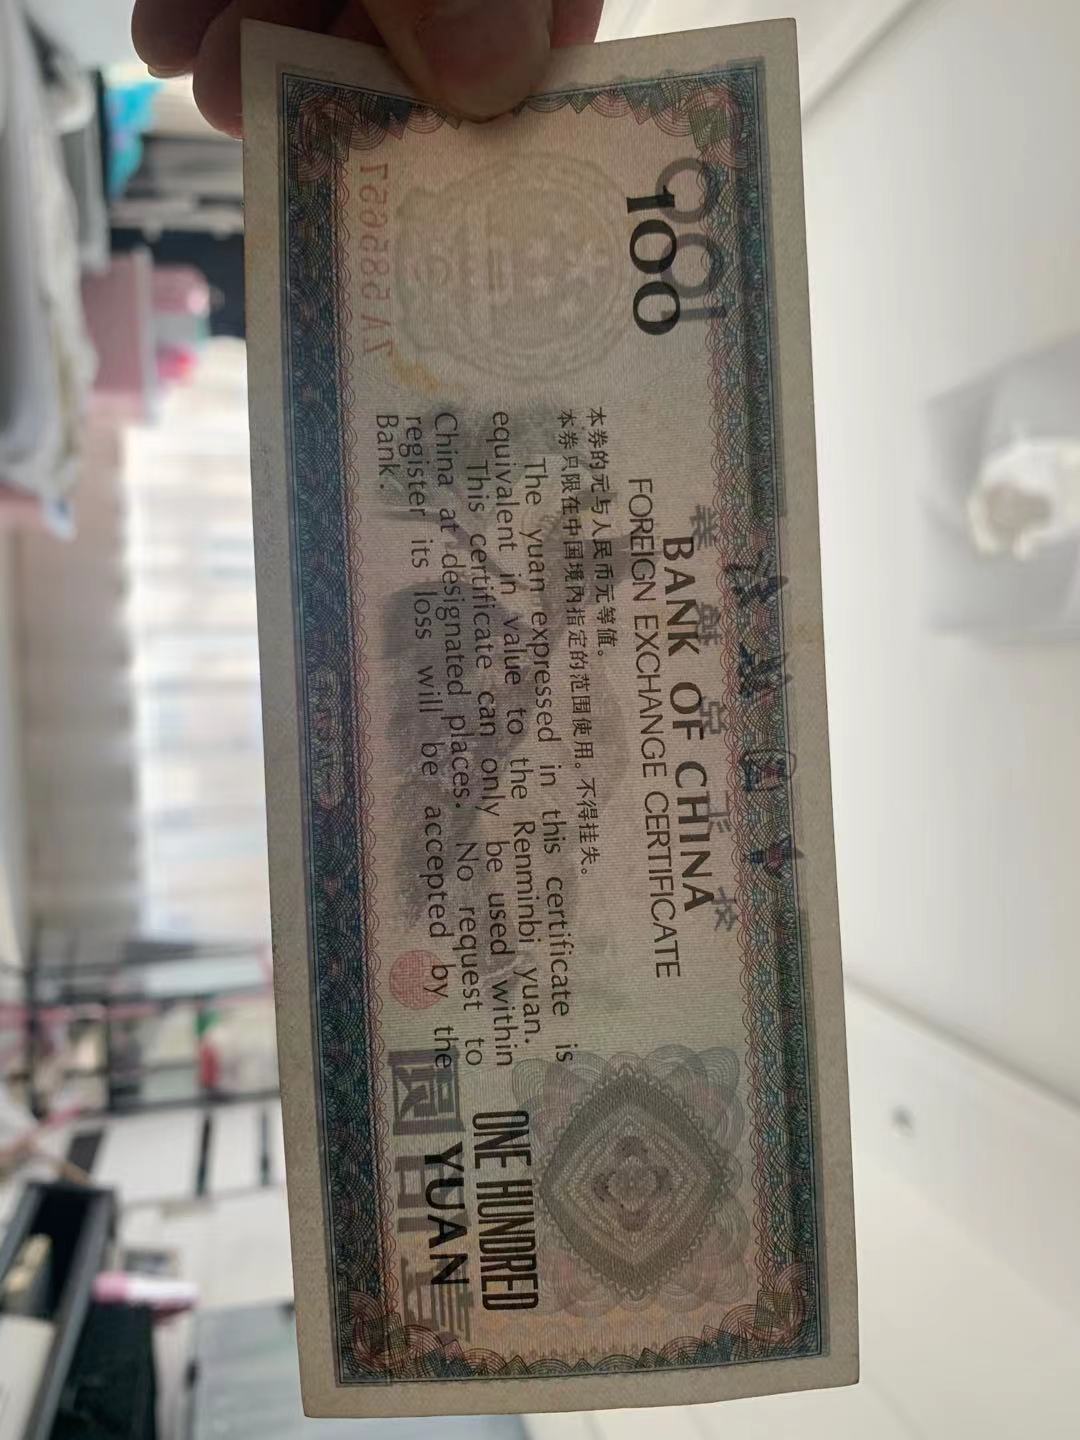 100
BANK OF CHINA
FOREIGN EXCHANGE CERTIFICATE
本券的元与人民币元等值。
本券只限在中国境内指定的范围使用。不得挂失。
The yuan expressed in this certificate is
equivalent in value to the Renminbi yuan.
This certificate can only be used within
China at designated places. No request to
register its loss will be accepted by the
Bank.
ONE HUNDRED
YUAN